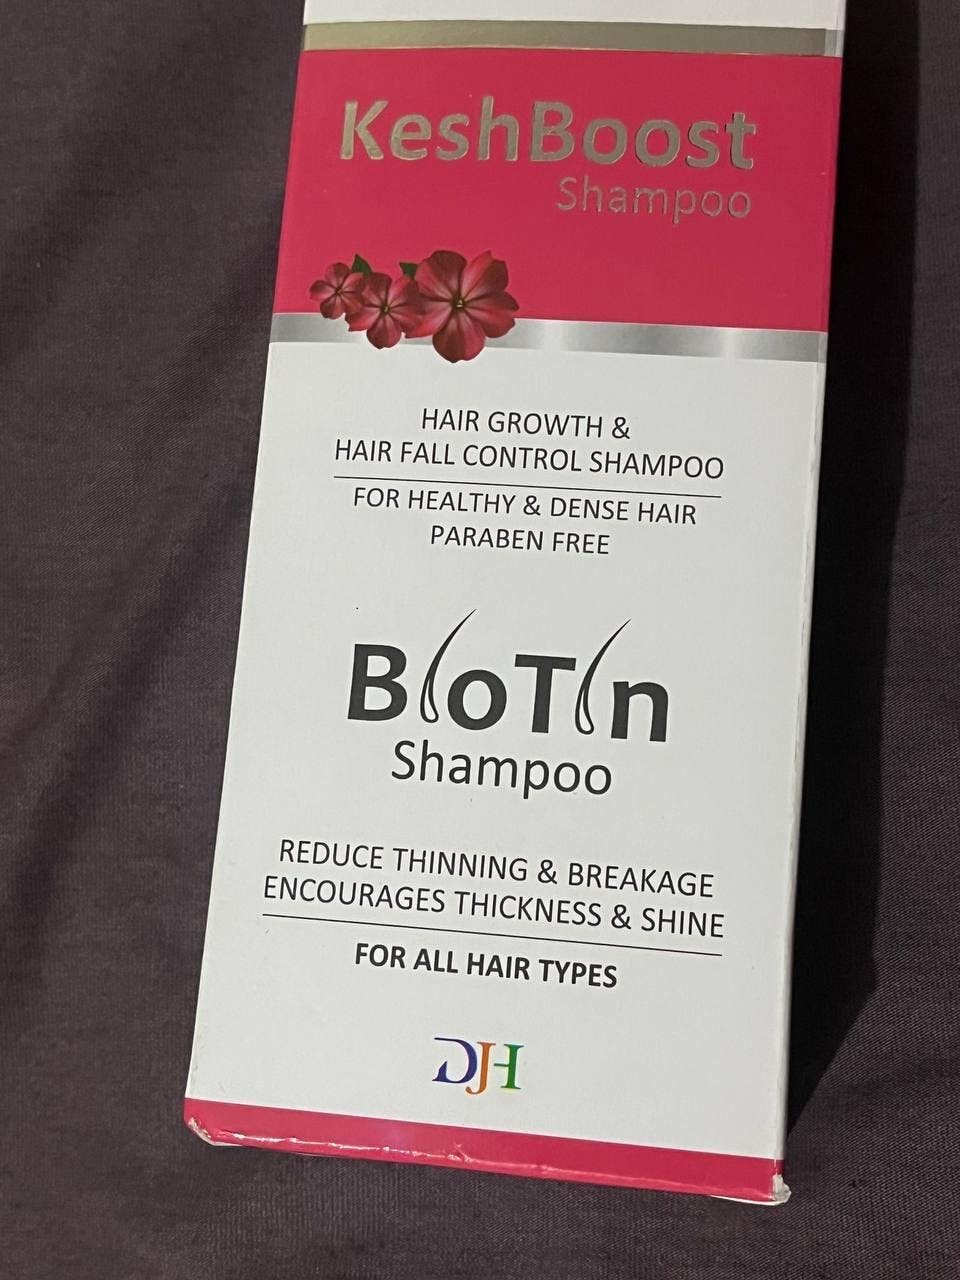 KeshBoost
Shampoo
HAIR GROWTH &
HAIR FALL CONTROL SHAMPOO
FOR HEALTHY & DENSE HAIR
PARABEN FREE
BioTin
Shampoo
REDUCE THINNING & BREAKAGE
ENCOURAGES THICKNESS & SHINE
FOR ALL HAIR TYPES
DJH